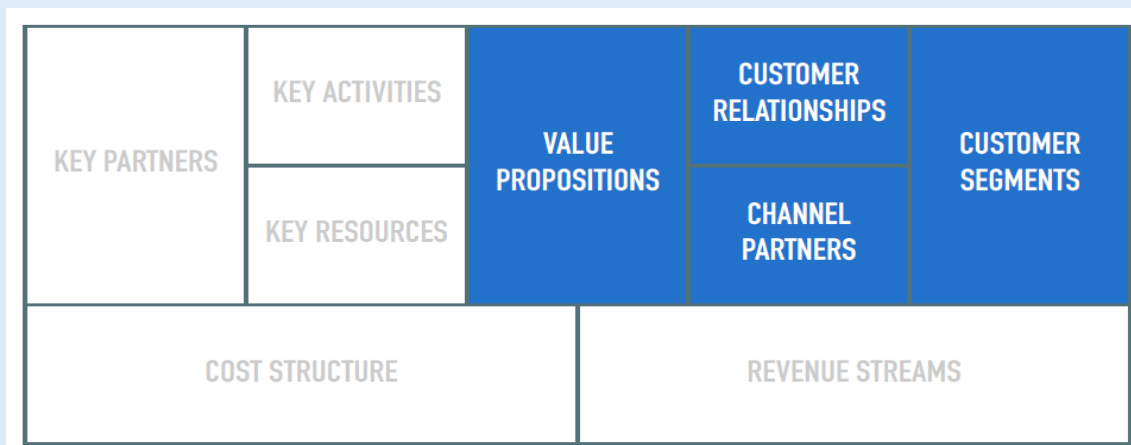 KEY PARTNERS
KEY ACTIVITIES
KEY RESOURCES
VALUE
PROPOSITIONS
CUSTOMER
RELATIONSHIPS
CHANNEL
PARTNERS
CUSTOMER
SEGMENTS
COST STRUCTURE
REVENUE STREAMS